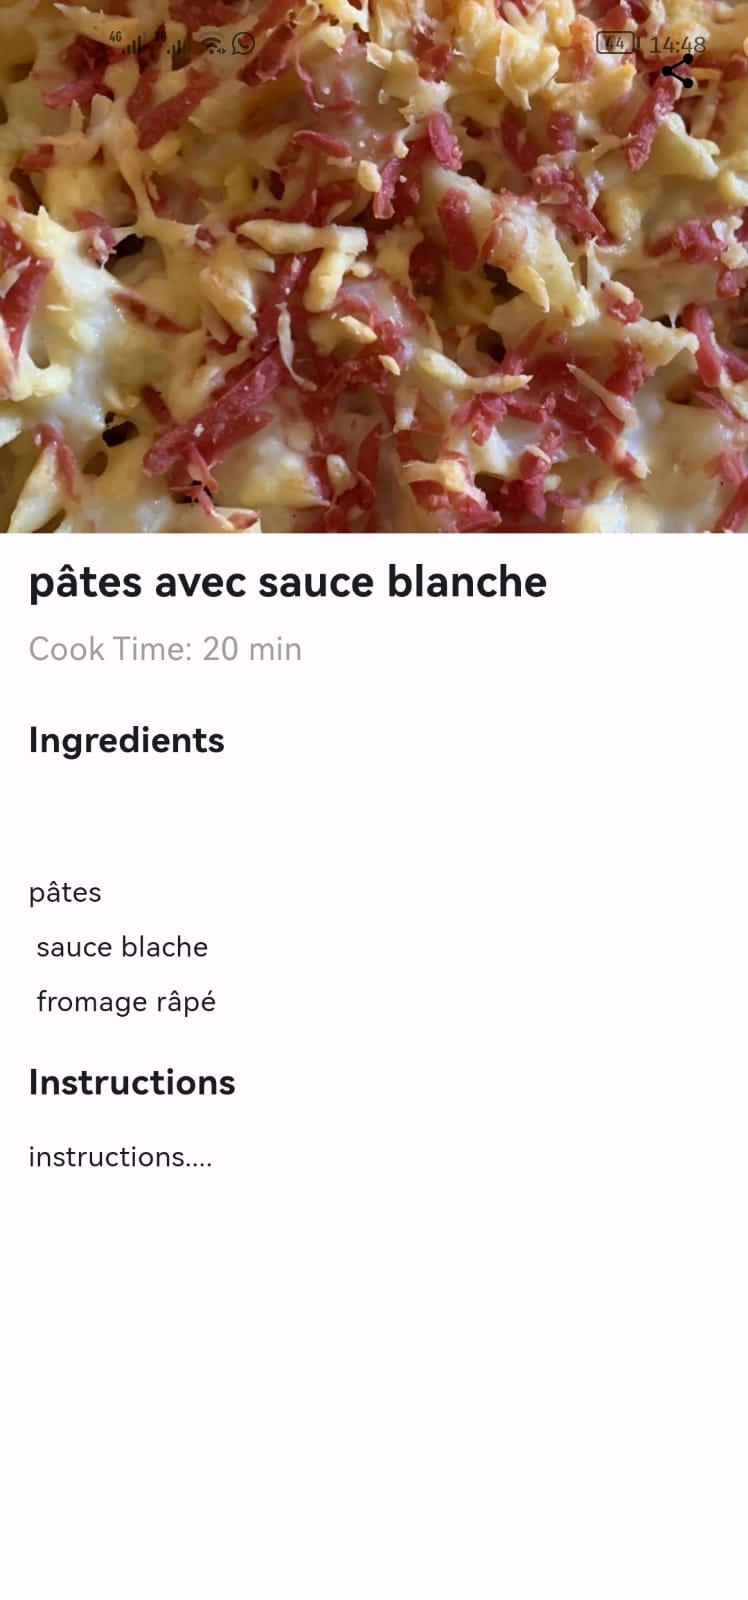 4G 3G 44 14:48
pâtes avec sauce blanche
Cook Time: 20 min
Ingredients
pâtes
sauce blache
fromage râpé
Instructions
instructions....